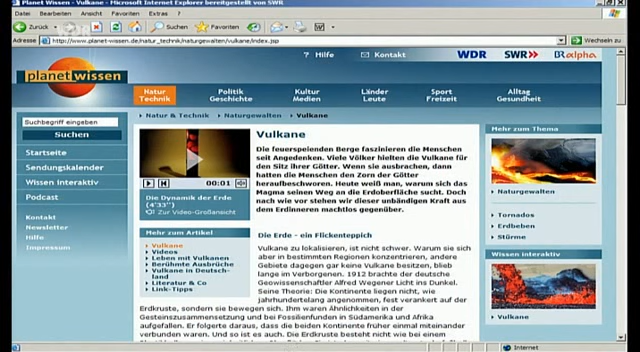 Planet Wissen - Vulkane - Microsoft Internet Explorer bereitgestellt von SWR
Datei Bearbeiten Ansicht Favoriten Extras ?
Zurück Suchen Favoriten
Adresse http://www.planet-wissen.de/natur_technik/naturgewalten/vulkane/index.jsp Wechseln zu
? Hilfe Kontakt WDR SWR BR alpha
planet wissen
Natur Technik
Politik Geschichte
Kultur Medien
Länder Leute
Sport Freizeit
Alltag Gesundheit
Suchbegriff eingeben
Suchen
Startseite
Sendungskalender
Wissen interaktiv
Podcast
Kontakt
Newsletter
Hilfe
Impressum
Natur & Technik Naturgewalten Vulkane
00:01
Die Dynamik der Erde
(4'33'')
Zur Video-Großansicht
Mehr zum Artikel
Vulkane
Videos
Leben mit Vulkanen
Berühmte Ausbrüche
Vulkane in Deutsch-
land
Literatur & Co
Link-Tipps
Vulkane
Die feuerspeienden Berge faszinieren die Menschen
seit Angedenken. Viele Völker hielten die Vulkane für
den Sitz ihrer Götter. Wenn sie ausbrachen, dann
hatten die Menschen den Zorn der Götter
heraufbeschworen. Heute weiß man, warum sich das
Magma seinen Weg an die Erdoberfläche sucht. Doch
nach wie vor stehen wir dieser unbändigen Kraft aus
dem Erdinneren machtlos gegenüber.
Die Erde - ein Flickenteppich
Vulkane zu lokalisieren, ist nicht schwer. Warum sie sich
aber in bestimmten Regionen konzentrieren, andere
Gebiete dagegen gar keine Vulkane besitzen, blieb
lange im Verborgenen. 1912 brachte der deutsche
Geowissenschaftler Alfred Wegener Licht ins Dunkel.
Seine Theorie: Die Kontinente liegen nicht, wie
jahrhundertelang angenommen, fest verankert auf der
Erdkruste, sondern sie bewegen sich. Ihm waren Ähnlichkeiten in der
Gesteinszusammensetzung und bei Fossilienfunden in Südamerika und Afrika
aufgefallen. Er folgerte daraus, dass die beiden Kontinente früher einmal miteinander
verbunden waren. Und so ist es auch. Die Erdkruste besteht nicht wie bei einem
Mehr zum Thema
Naturgewalten
Tornados
Erdbeben
Stürme
Wissen interaktiv
Vulkane
Internet